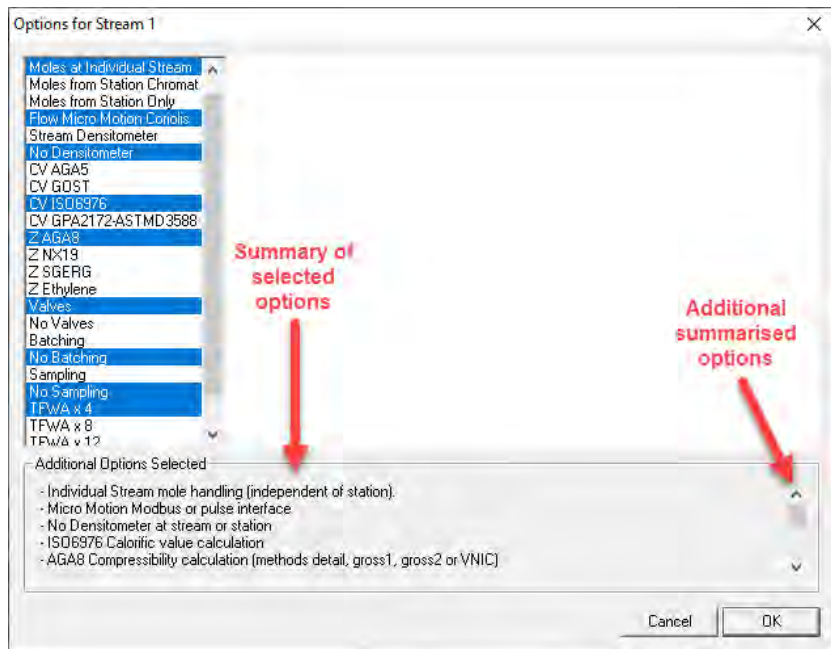 Options for Stream 1
Moles at Individual Stream
Moles from Station Chromat
Moles from Station Only
Flow Micro Motion Coriolis
Stream Densitometer
No Densitometer
CV AGA5
CV GOST
CV ISO6976
CV GPA2172-ASTMD3588
Z AGA8
Z NX19
Z SGERG
Z Ethylene
Valves
No Valves
Batching
No Batching
Sampling
No Sampling
TFWA x 4
TFWA x 8
TFWA x 12
Summary of
selected
options
Additional
summarised
options
Additional Options Selected
- Individual Stream mole handling (independent of station).
- Micro Motion Modbus or pulse interface
- No Densitometer at stream or station
- ISO6976 Calorific value calculation
- AGA8 Compressibility calculation (methods detail, gross1, gross2 or VNIC)
Cancel
OK